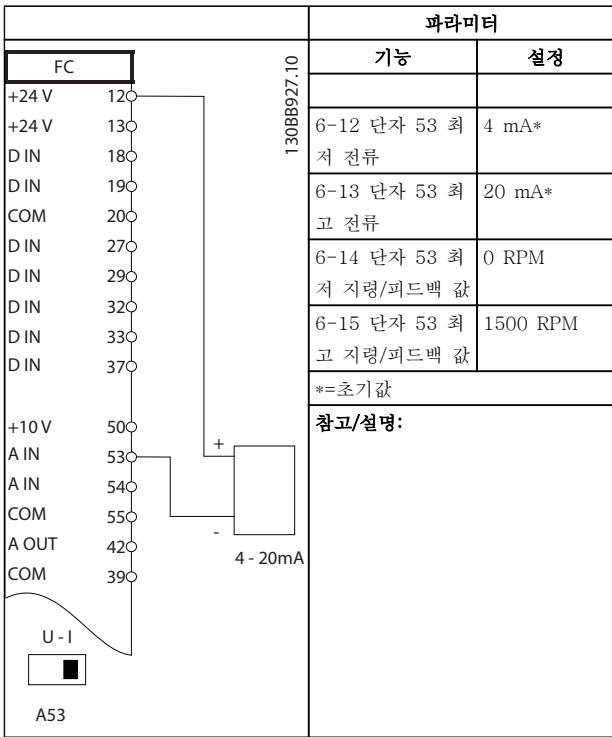 FC
+24 V 12
+24 V 13
D IN 18
D IN 19
COM 20
D IN 27
D IN 29
D IN 32
D IN 33
D IN 37
+10 V 50
A IN 53
A IN 54
COM 55
A OUT 42
COM 39
+
-
4 - 20mA
U - I
A53
130BB927.10
파라미터
기능 설정
6-12 단자 53 최 4 mA*
저 전류
6-13 단자 53 최 20 mA*
고 전류
6-14 단자 53 최 0 RPM
저 지령/피드백 값
6-15 단자 53 최 1500 RPM
고 지령/피드백 값
*=초기값
참고/설명: